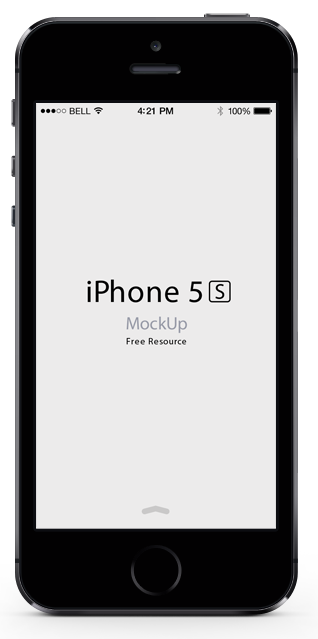 BELL 4:21 PM 100%
iPhone 5S
MockUp
Free Resource